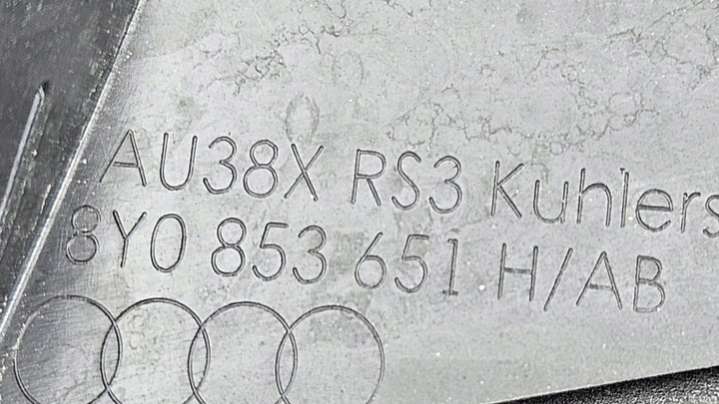 AU38X RS3 Kuhlers
8Y0 853 651 H/AB